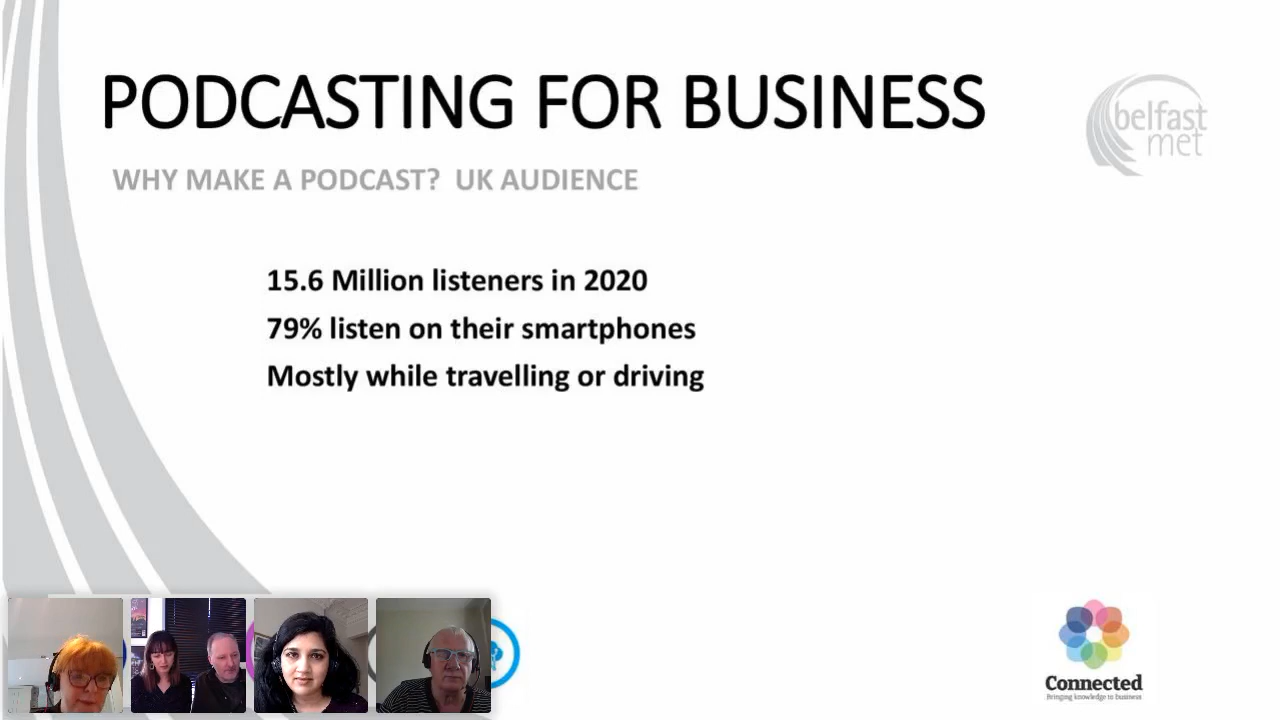 PODCASTING FOR BUSINESS
belfast
met
WHY MAKE A PODCAST? UK AUDIENCE
15.6 Million listeners in 2020
79% listen on their smartphones
Mostly while travelling or driving
Connected
Bringing knowledge to business